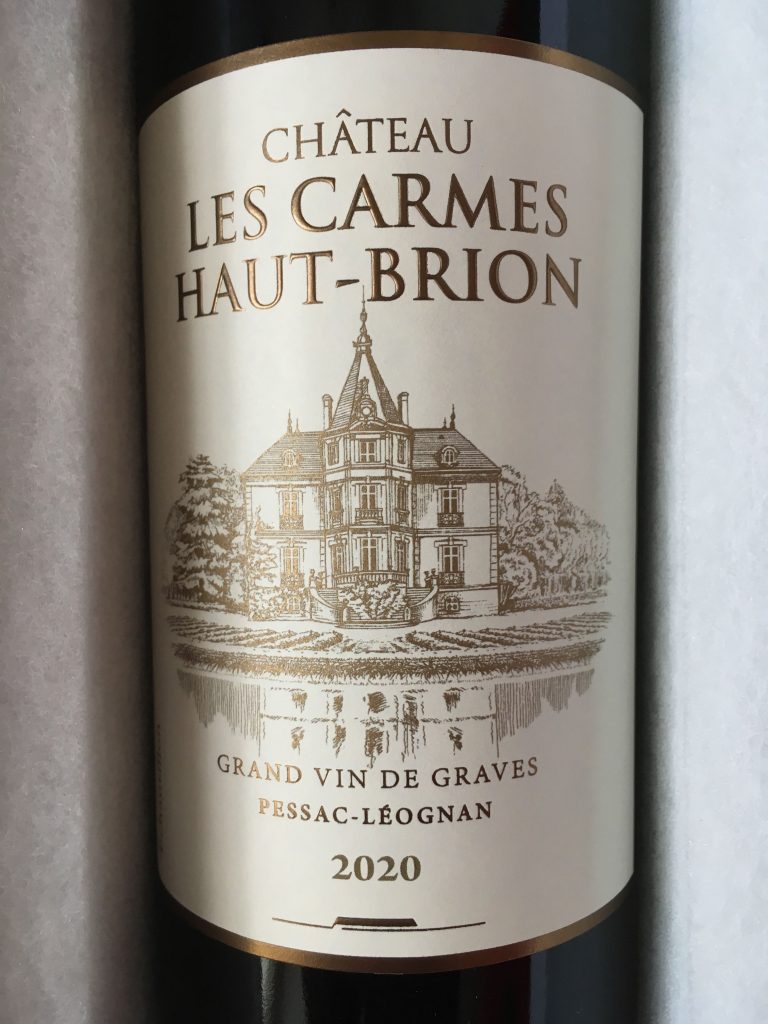 CHÂTEAU
LES CARMES
HAUT-BRION
GRAND VIN DE GRAVES
PESSAC-LÉOGNAN
2020